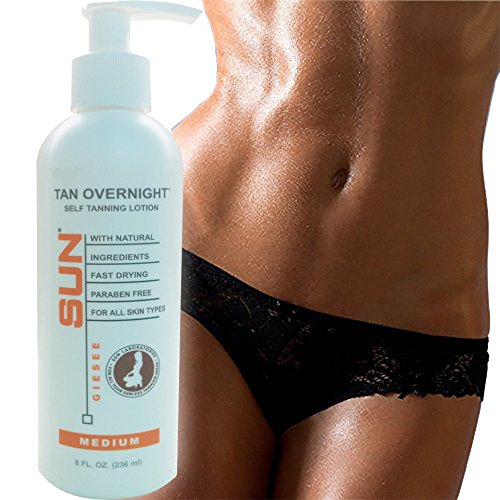 TAN OVERNIGHT®
SELF TANNING LOTION
SUN®
GIESEE
WITH NATURAL
INGREDIENTS
FAST DRYING
PARABEN FREE
FOR ALL SKIN TYPES
MEDIUM
8 FL. OZ. (236 ml)